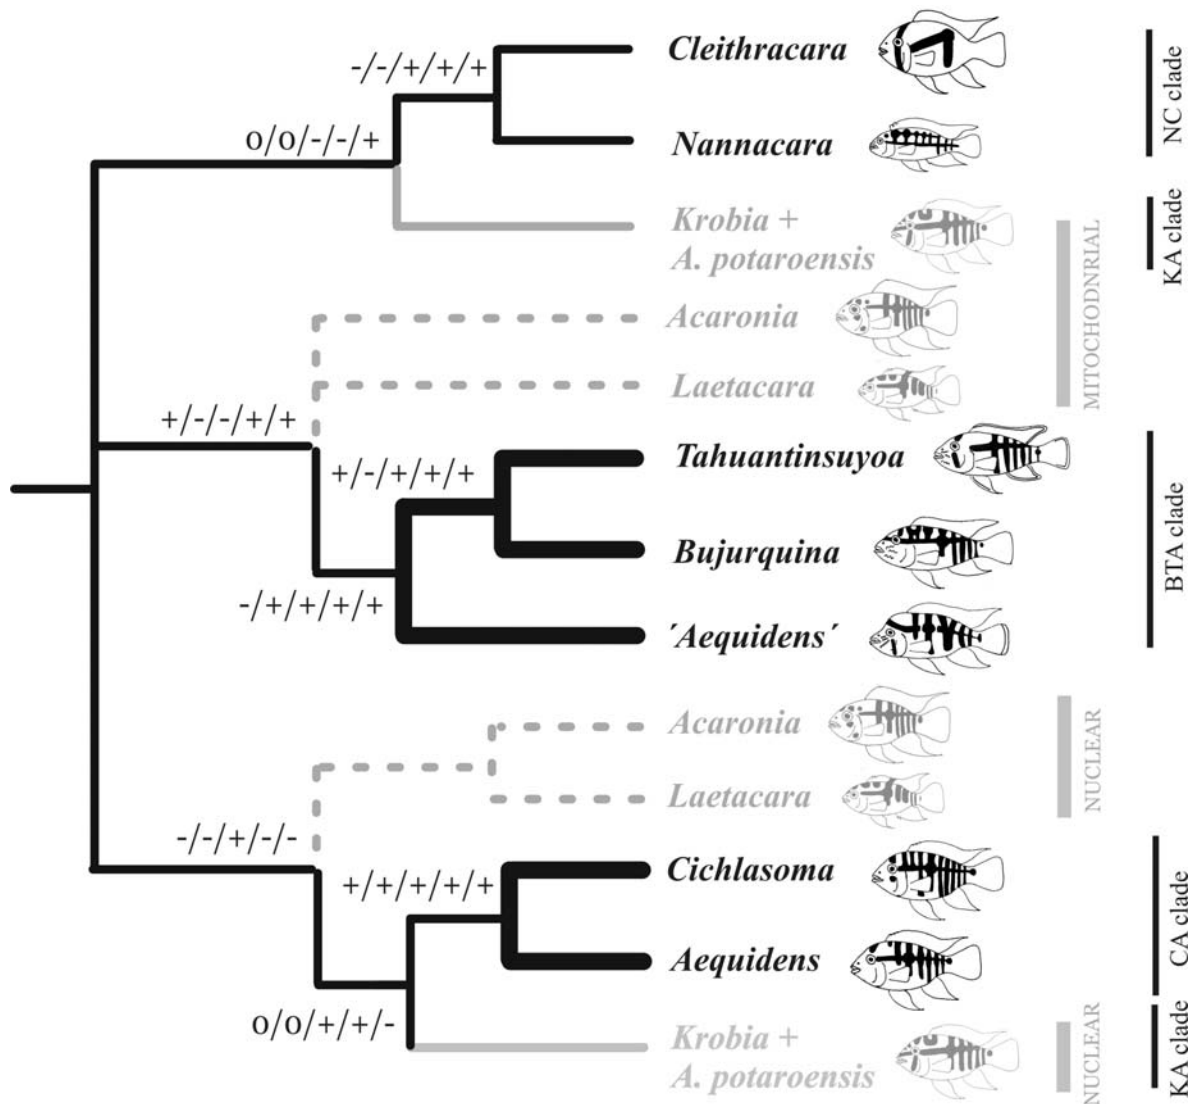 Cleithracara
-/-/+/+/+
NC clade
o/o/-/-/+
Nannacara
Krobia +
A. potaroensis
KA clade
MITOCHODNRIAL
Acaronia
Laetacara
+/-/-/+/+
Tahuantinsuyoa
+/-/+/+/+
BTA clade
Bujurquina
-/+/+/+/+
´Aequidens´
Acaronia
NUCLEAR
Laetacara
-/-/+/-/-
Cichlasoma
+/+/+/+/+
CA clade
Aequidens
o/o/+/+/-
Krobia +
A. potaroensis
NUCLEAR
KA clade